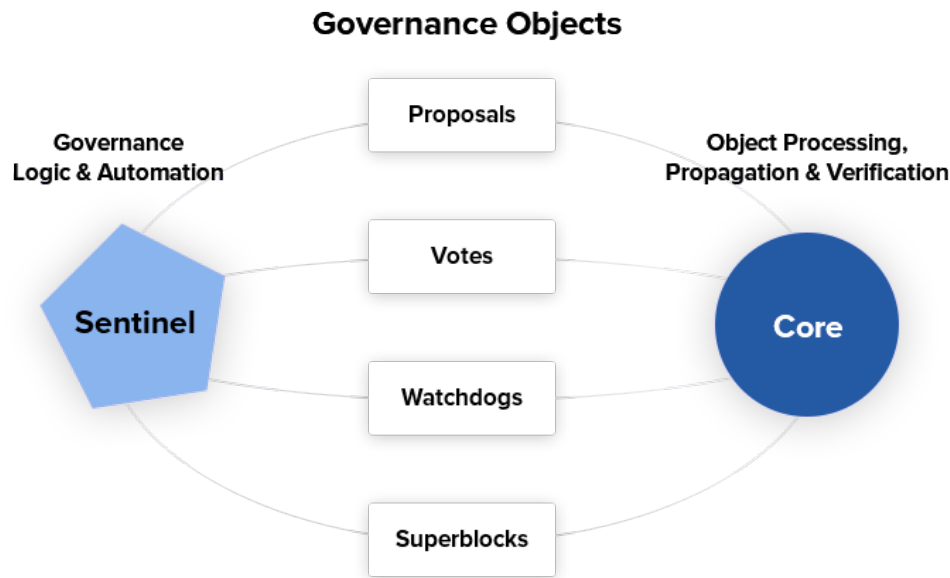 Governance Objects
Proposals
Governance
Logic & Automation
Object Processing,
Propagation & Verification
Votes
Sentinel
Core
Watchdogs
Superblocks